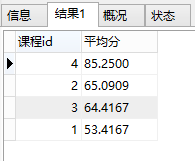 信息 结果1 概况 状态
课程id 平均分
4 85.2500
2 65.0909
3 64.4167
1 53.4167